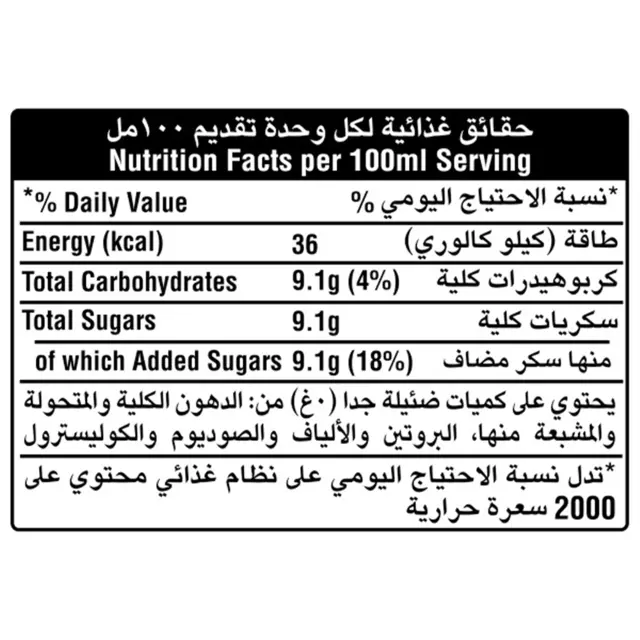 حقائق غذائية لكل وحدة تقديم ١٠٠مل
Nutrition Facts per 100ml Serving
*% Daily Value % نسبة الاحتياج اليومي*
Energy (kcal) 36 طاقة (كيلو كالوري)
Total Carbohydrates 9.1g (4%) كربوهيدرات كلية
Total Sugars 9.1g سكريات كلية
of which Added Sugars 9.1g (18%) منها سكر مضاف
يحتوي على كميات ضئيلة جدا (٠غ) من: الدهون الكلية والمتحولة
والمشبعة منها، البروتين والألياف والصوديوم والكوليسترول
*تدل نسبة الاحتياج اليومي على نظام غذائي محتوي على
2000 سعرة حرارية